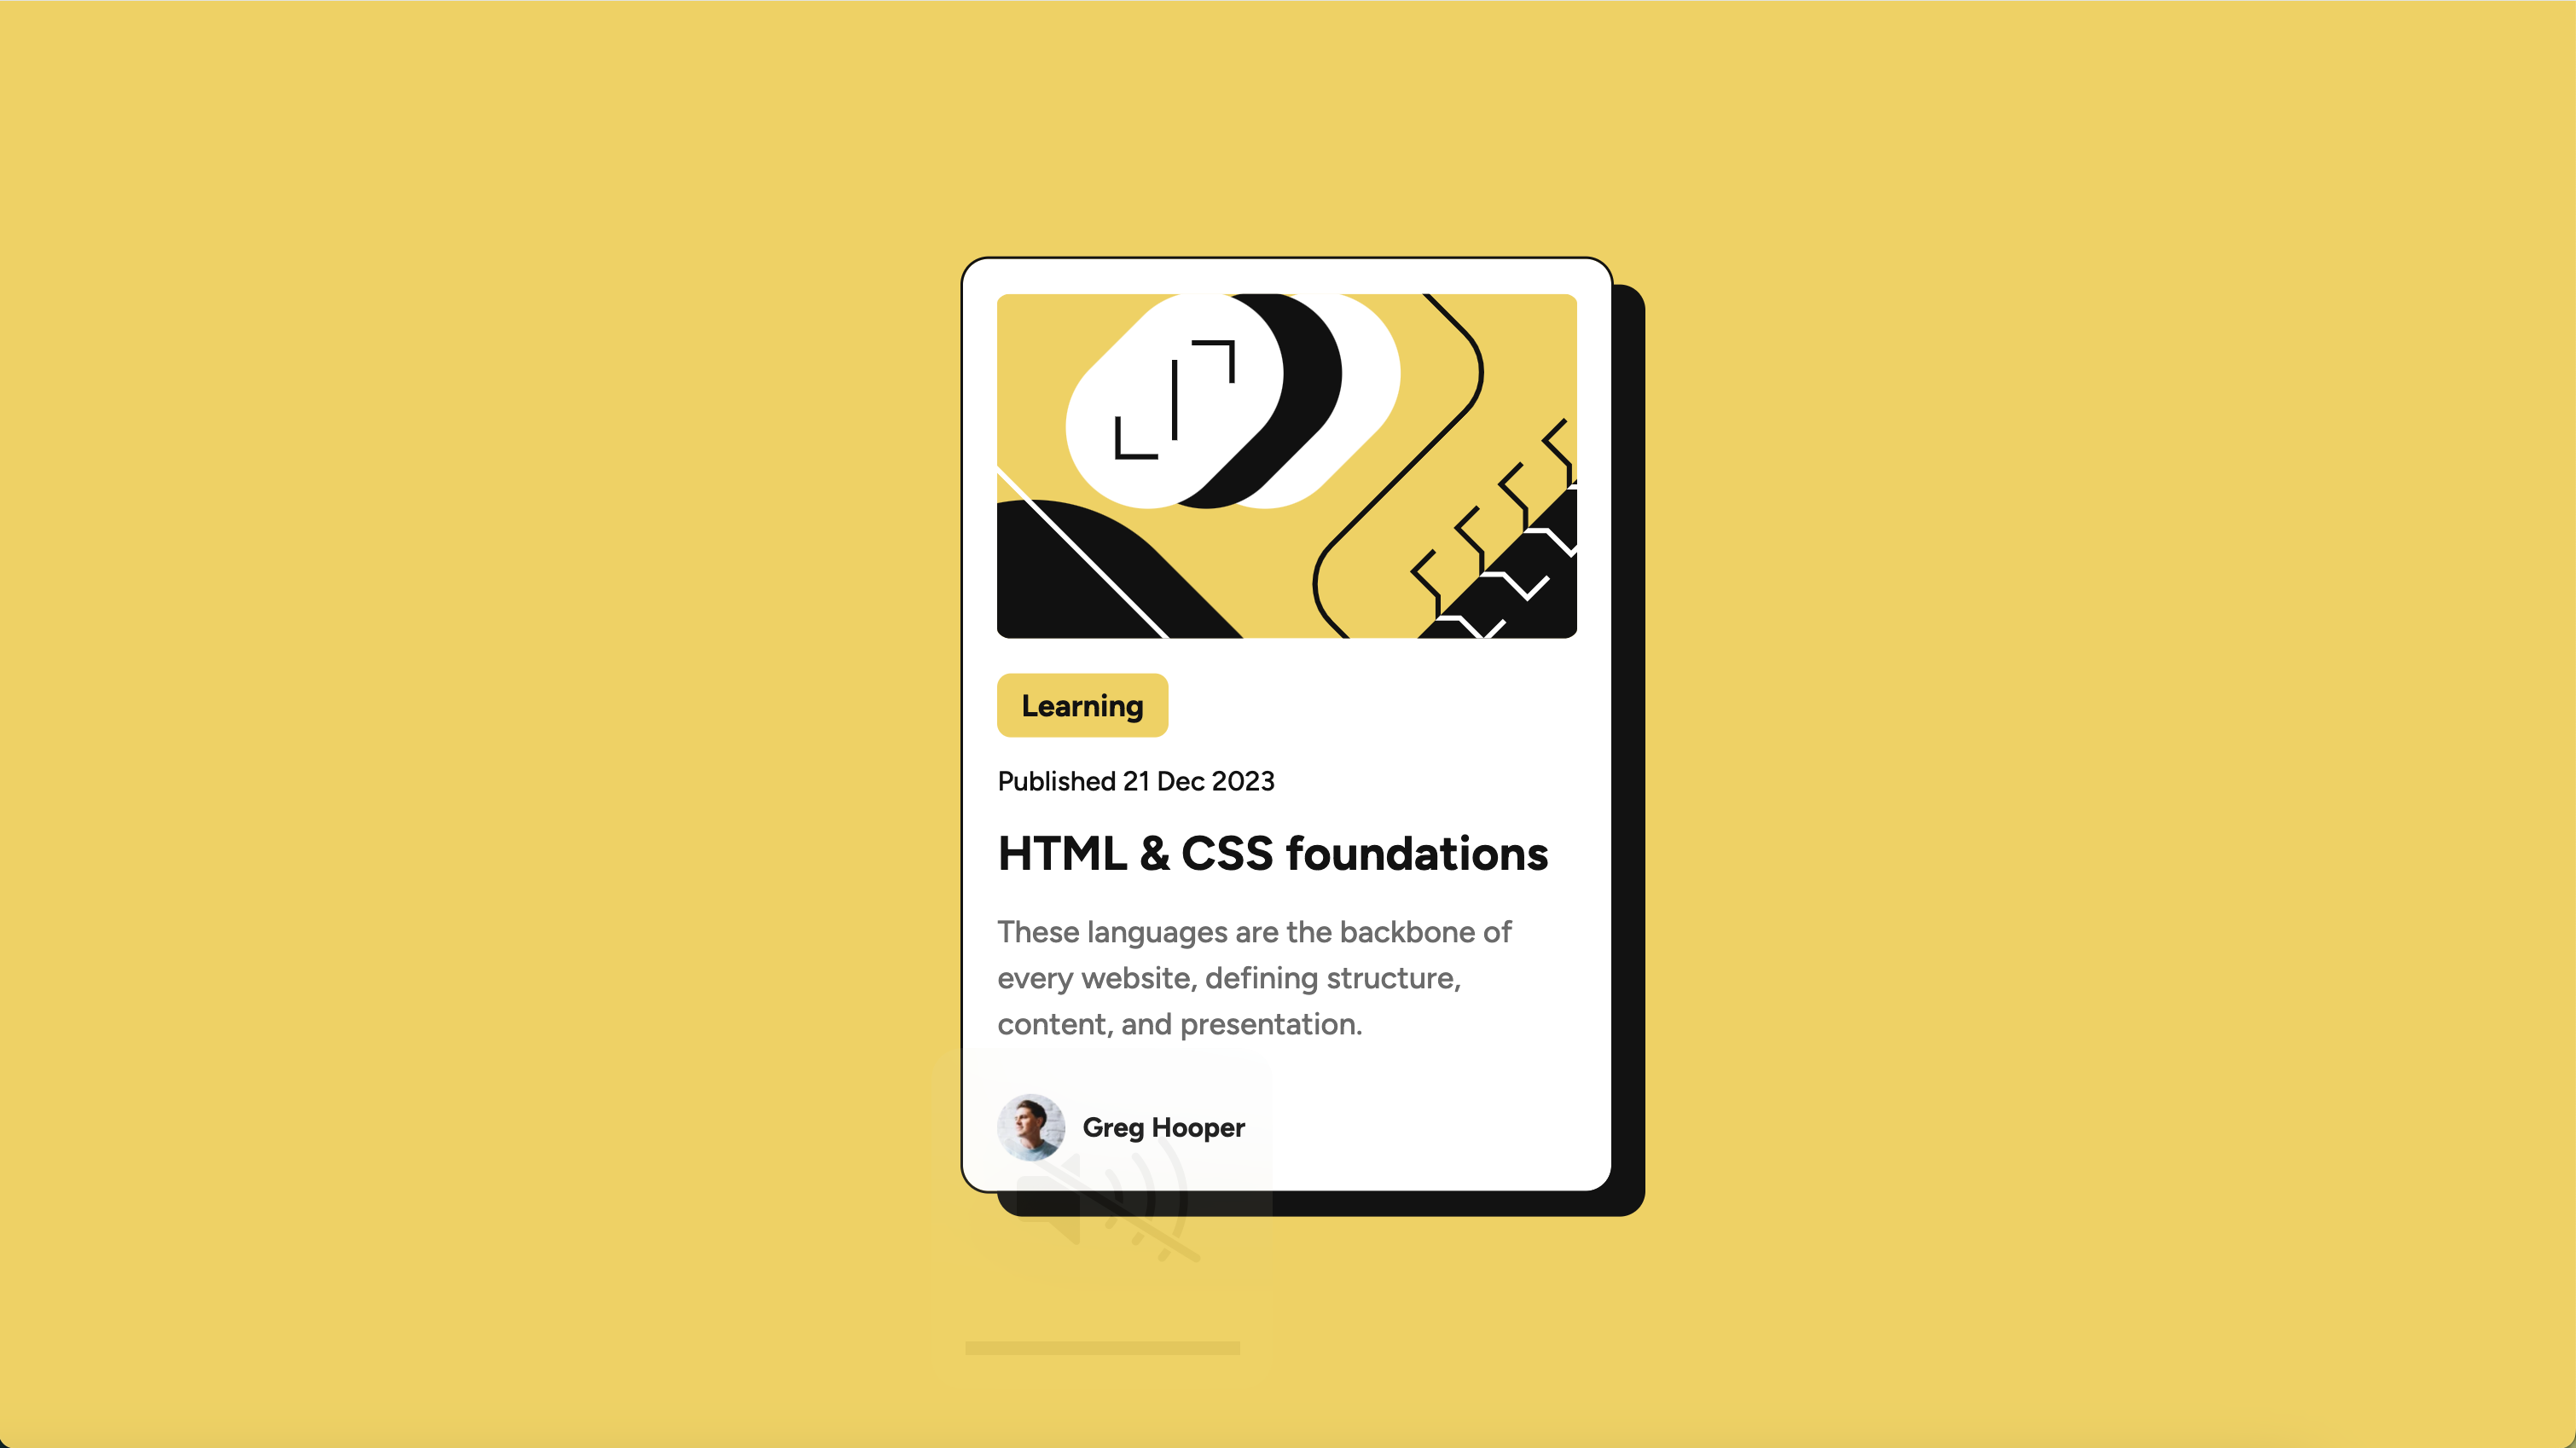 Learning
Published 21 Dec 2023
HTML & CSS foundations
These languages are the backbone of
every website, defining structure,
content, and presentation.
Greg Hooper